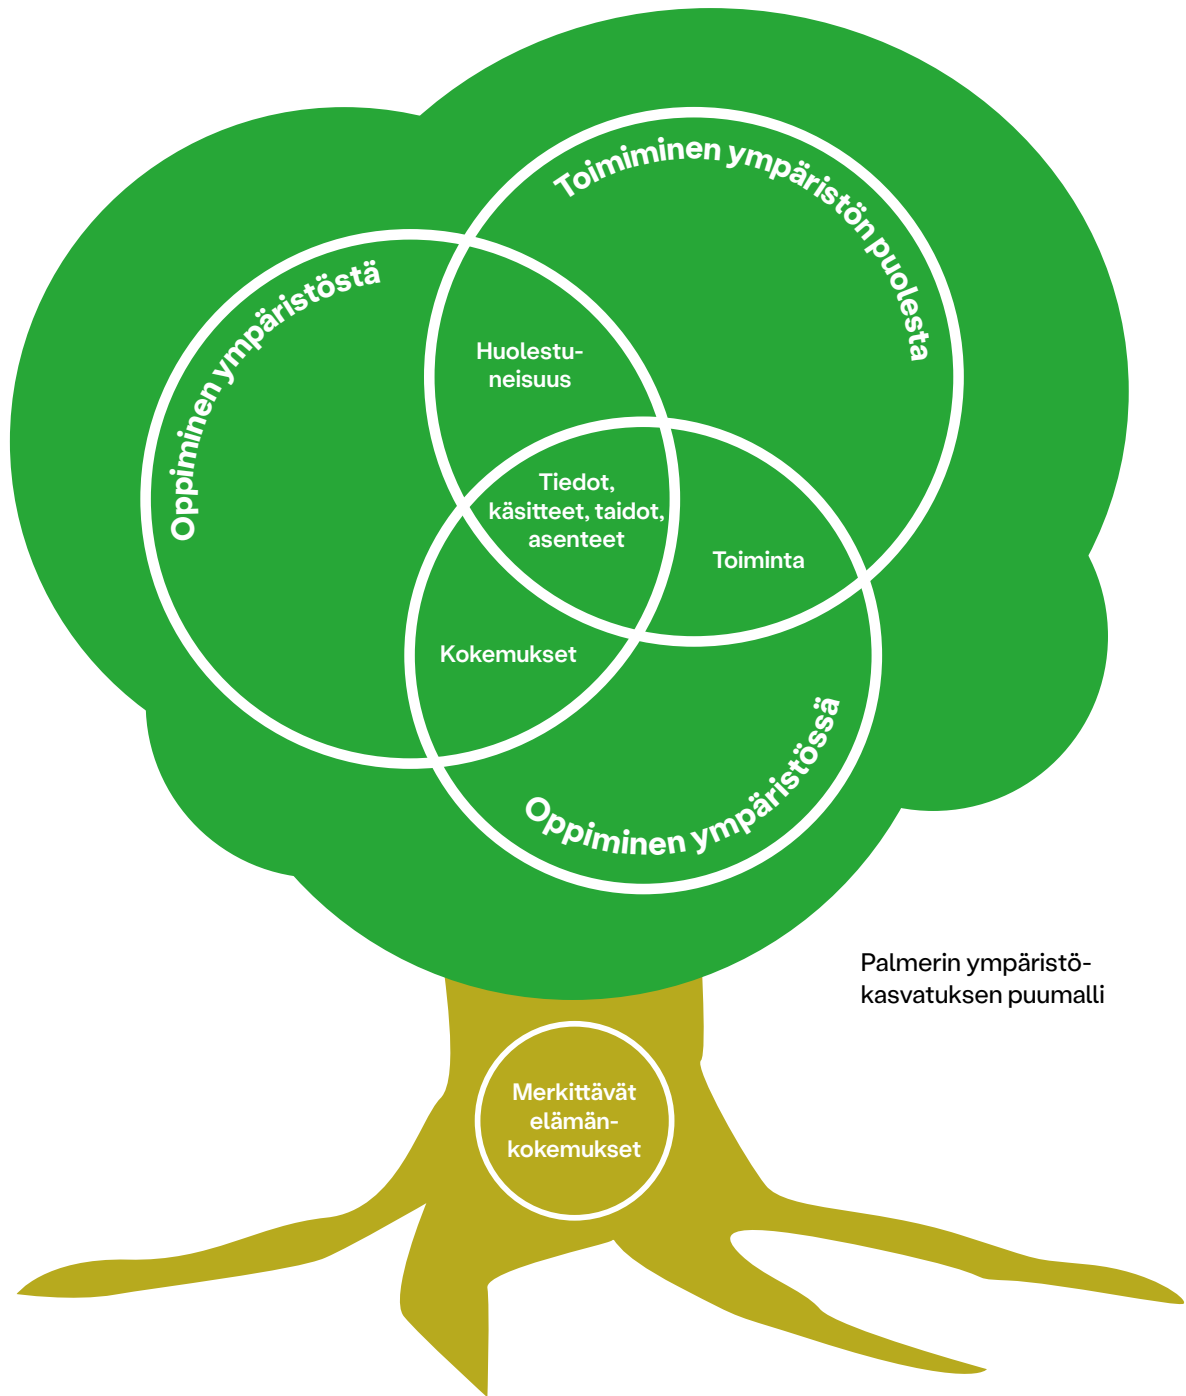 Toimiminen ympäristön puolesta
Oppiminen ympäristöstä
Huolestu-
neisuus
Tiedot,
käsitteet, taidot,
asenteet
Toiminta
Kokemukset
Oppiminen ympäristössä
Palmerin ympäristö-
kasvatuksen puumalli
Merkittävät
elämän-
kokemukset